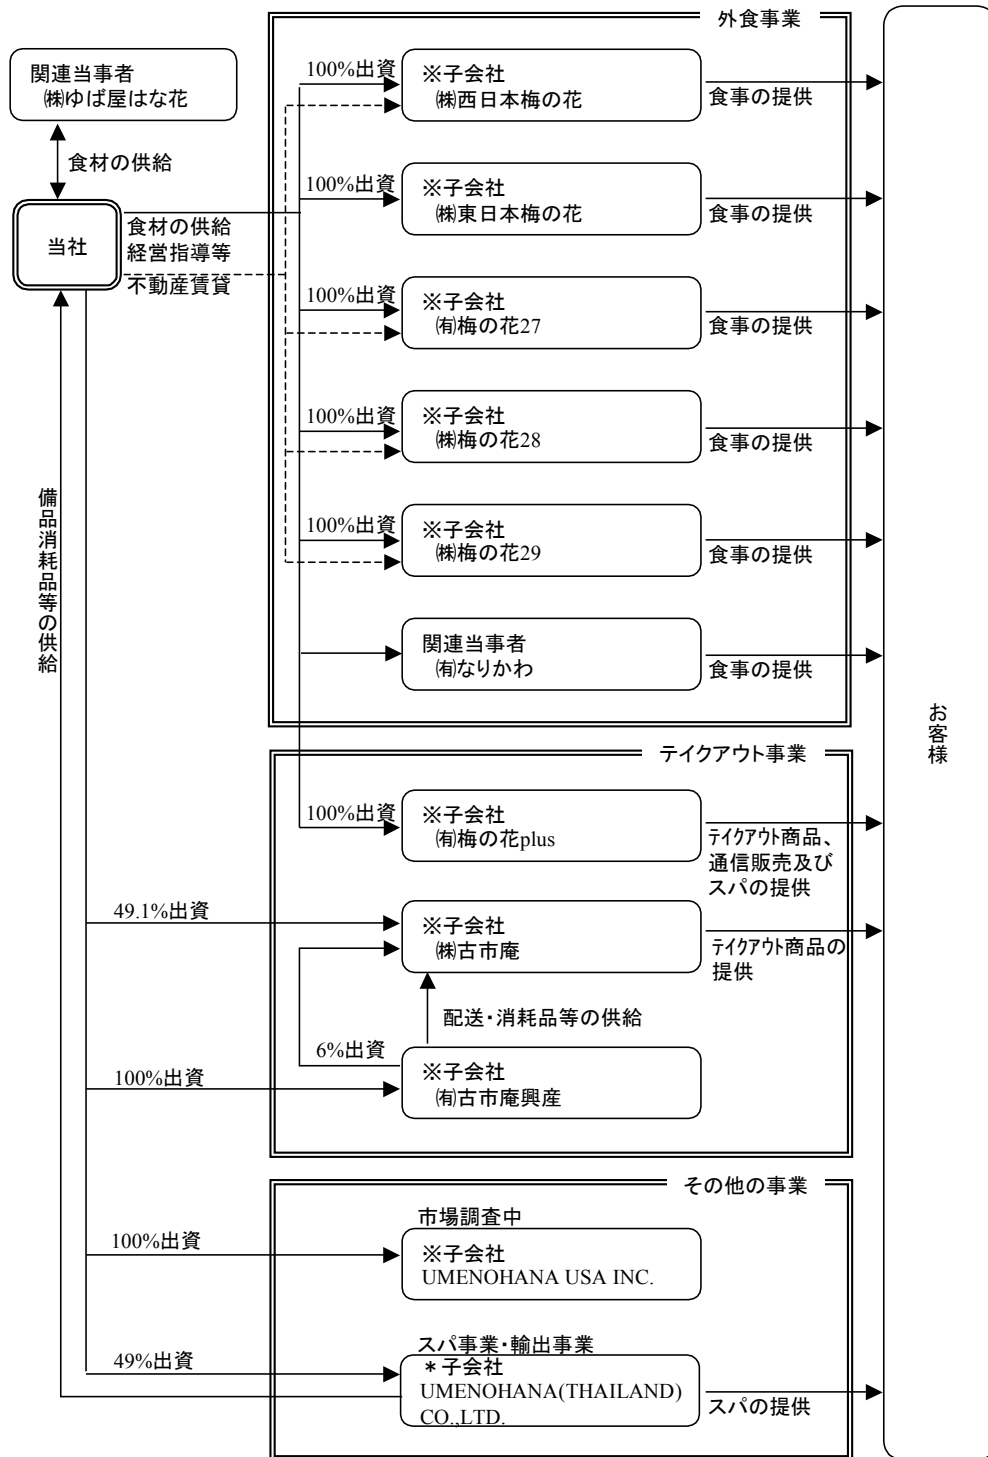 外食事業
関連当事者
㈱ゆば屋はな花
食材の供給
当社
食材の供給
経営指導等
不動産賃貸
100%出資
※子会社
㈱西日本梅の花
食事の提供
100%出資
※子会社
㈱東日本梅の花
食事の提供
100%出資
※子会社
㈲梅の花27
食事の提供
100%出資
※子会社
㈱梅の花28
食事の提供
100%出資
※子会社
㈱梅の花29
食事の提供
関連当事者
㈲なりかわ
食事の提供
備品消耗品等の供給
お客様
テイクアウト事業
100%出資
※子会社
㈲梅の花plus
テイクアウト商品、
通信販売及び
スパの提供
49.1%出資
※子会社
㈱古市庵
テイクアウト商品の
提供
配送・消耗品等の供給
6%出資
100%出資
※子会社
㈲古市庵興産
その他の事業
市場調査中
100%出資
※子会社
UMENOHANA USA INC.
スパ事業・輸出事業
49%出資
＊子会社
UMENOHANA(THAILAND)
CO.,LTD.
スパの提供